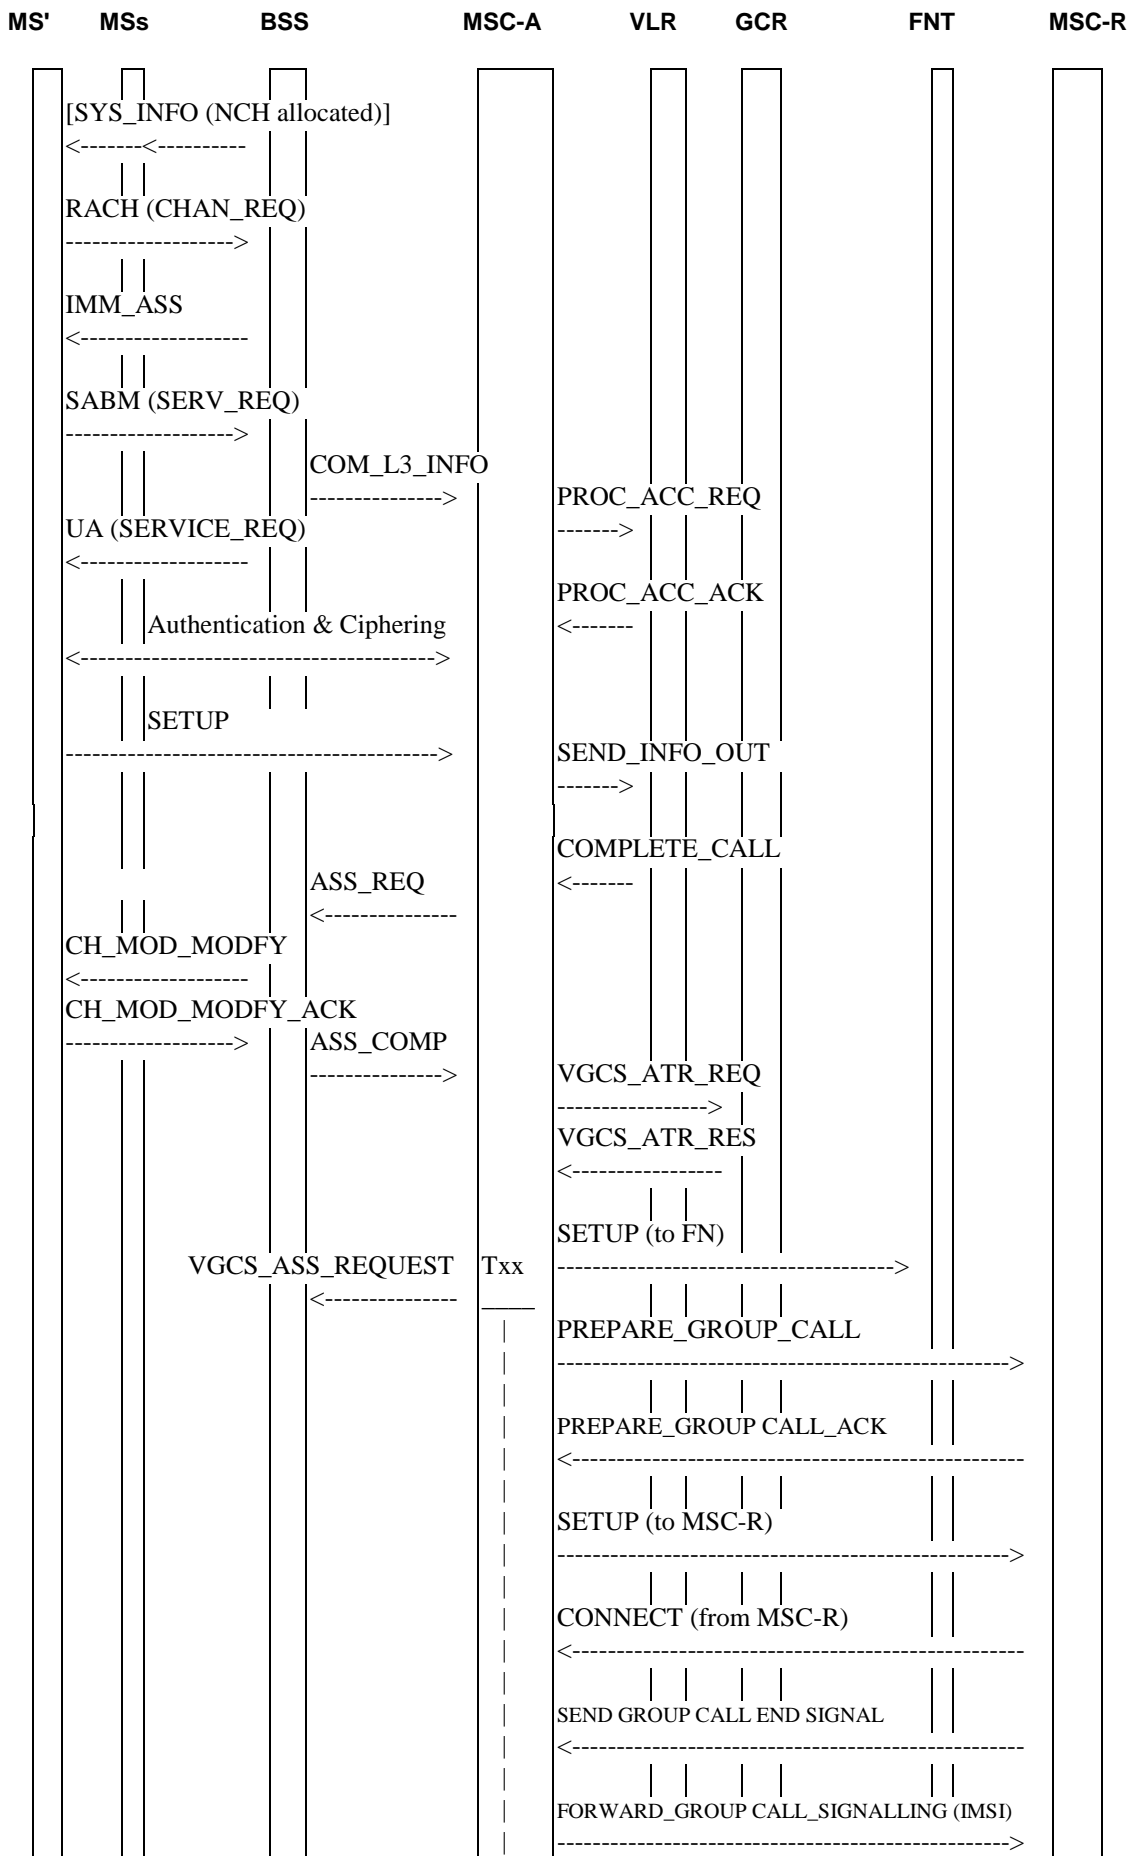 MS' MSs BSS MSC-A VLR GCR FNT MSC-R
[SYS_INFO (NCH allocated)]
<-------<----------
RACH (CHAN_REQ)
------------------->
IMM_ASS
<-------------------
SABM (SERV_REQ)
------------------->
COM_L3_INFO
---------------> PROC_ACC_REQ
UA (SERVICE_REQ) ------->
<-------------------
PROC_ACC_ACK
Authentication & Ciphering <-------
<---------------------------------------->
SETUP
------------------------------------------> SEND_INFO_OUT
------->
COMPLETE_CALL
ASS_REQ <-------
<---------------
CH_MOD_MODFY
<-------------------
CH_MOD_MODFY_ACK
-------------------> ASS_COMP
---------------> VGCS_ATR_REQ
----------------->
VGCS_ATR_RES
<-----------------
SETUP (to FN)
VGCS_ASS_REQUEST Txx -------------------------------------->
<--------------- ____
PREPARE_GROUP_CALL
--------------------------------------------------->
PREPARE_GROUP CALL_ACK
<---------------------------------------------------
SETUP (to MSC-R)
--------------------------------------------------->
CONNECT (from MSC-R)
<---------------------------------------------------
SEND GROUP CALL END SIGNAL
<---------------------------------------------------
FORWARD_GROUP CALL_SIGNALLING (IMSI)
--------------------------------------------------->